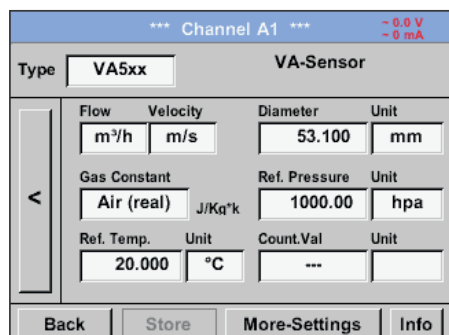 *** Channel A1 ***
~ 0.0 V
~ 0 mA
Type VA5xx VA-Sensor
Flow Velocity Diameter Unit
m³/h m/s 53.100 mm
Gas Constant Ref. Pressure Unit
Air (real) J/Kg*k 1000.00 hpa
Ref. Temp. Unit Count.Val Unit
20.000 °C ---
<
Back Store More-Settings Info